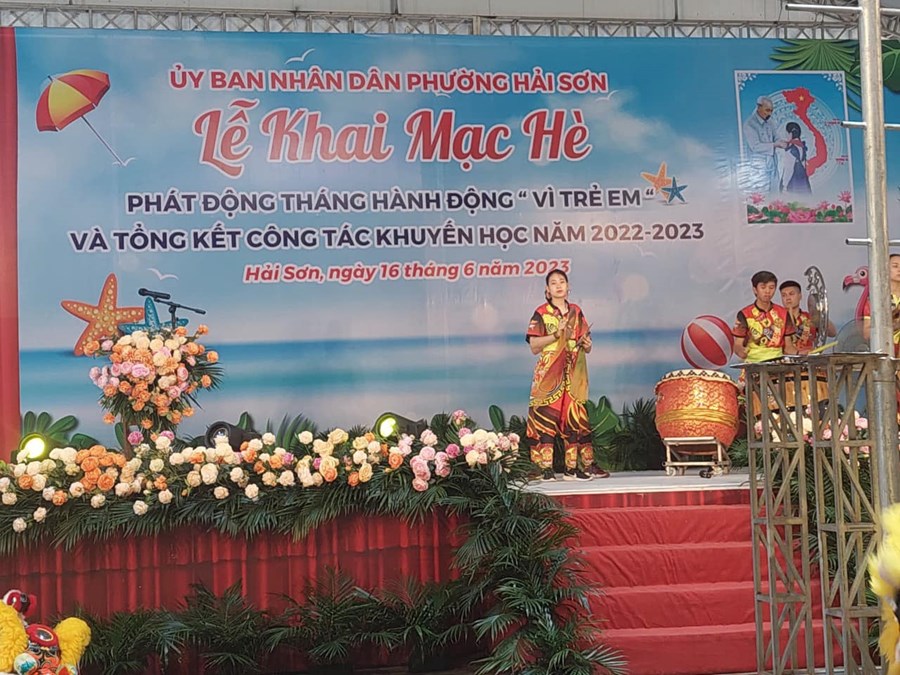 ỦY BAN NHÂN DÂN PHƯỜNG HẢI SƠN
Lễ Khai Mạc Hè
PHÁT ĐỘNG THÁNG HÀNH ĐỘNG " VÌ TRẺ EM "
VÀ TỔNG KẾT CÔNG TÁC KHUYẾN HỌC NĂM 2022-2023
Hải Sơn, ngày 16 tháng 6 năm 2023